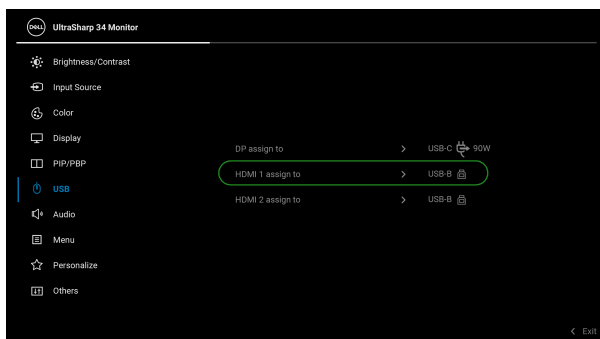 DELL UltraSharp 34 Monitor
Brightness/Contrast
Input Source
Color
Display
DP assign to > USB-C 90W
PIP/PBP
HDMI 1 assign to > USB-B
USB
HDMI 2 assign to > USB-B
Audio
Menu
Personalize
Others
< Exit